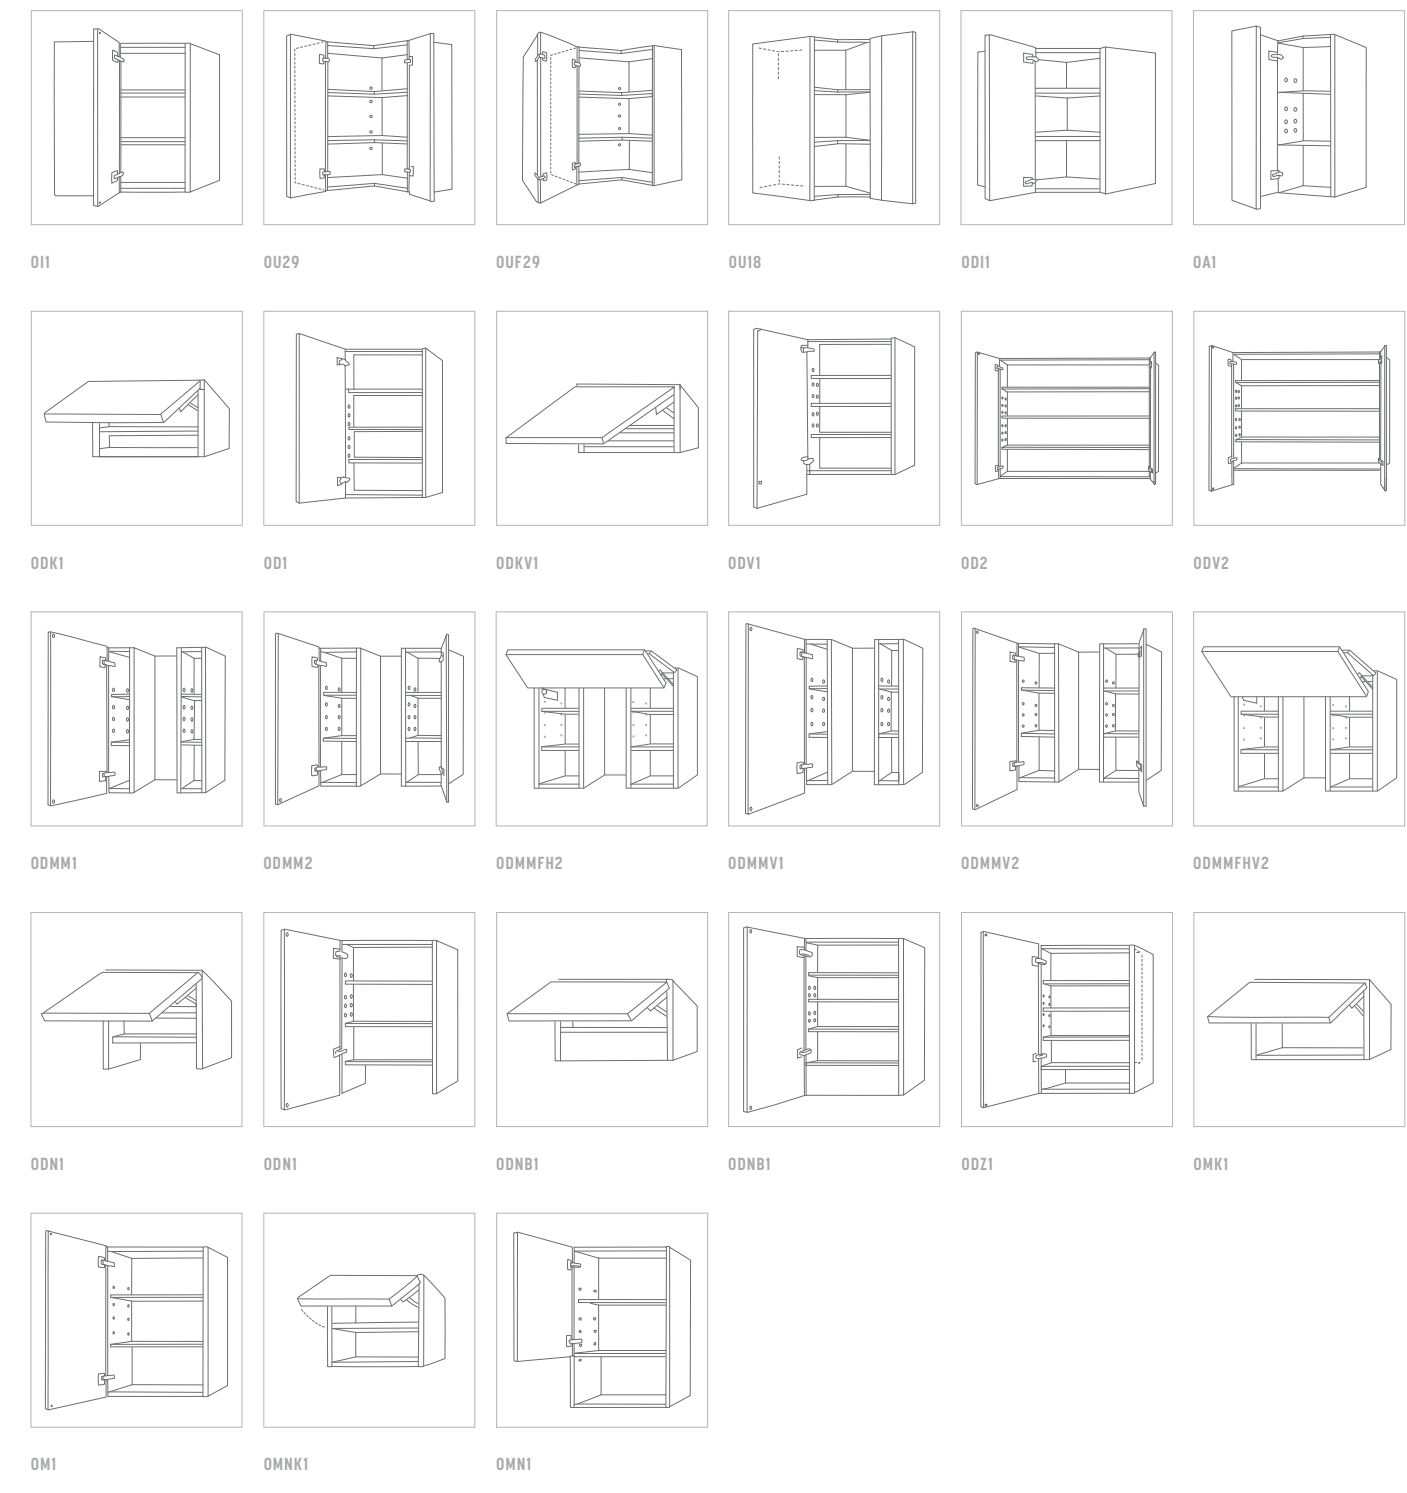 OI1
OU29
OUF29
OU18
ODI1
OA1
ODK1
OD1
ODKV1
ODV1
OD2
ODV2
ODMM1
ODMM2
ODMMFH2
ODMMV1
ODMMV2
ODMMFHV2
ODN1
ODN1
ODNB1
ODNB1
ODZ1
OMK1
OM1
OMNK1
OMN1